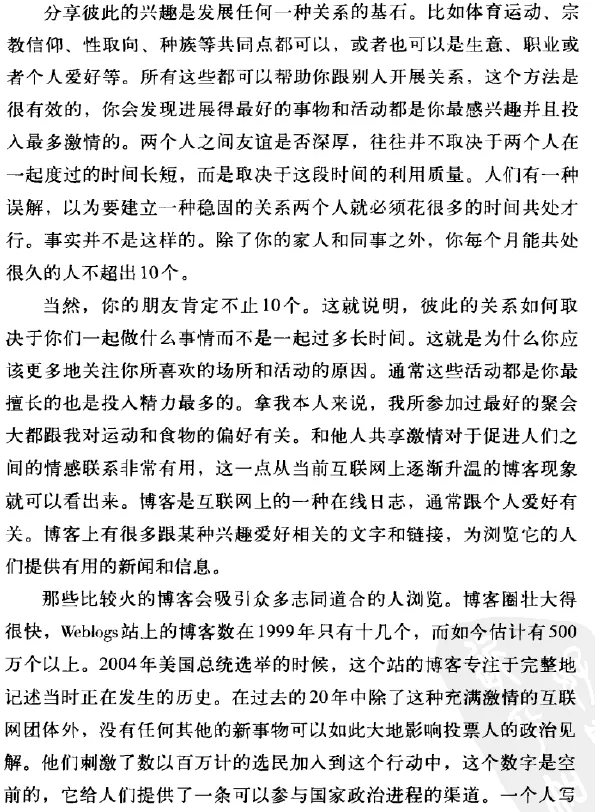 分享彼此的兴趣是发展任何一种关系的基石。比如体育运动、宗
教信仰、性取向、种族等共同点都可以，或者也可以是生意、职业或
者个人爱好等。所有这些都可以帮助你跟别人开展关系，这个方法是
很有效的，你会发现进展得最好的事物和活动都是你最感兴趣并且投
入最多激情的。两个人之间友谊是否深厚，往往并不取决于两个人在
一起度过的时间长短，而是取决于这段时间的利用质量。人们有一种
误解，以为要建立一种稳固的关系两个人就必须花很多的时间共处才
行。事实并不是这样的。除了你的家人和同事之外，你每个月能共处
很久的人不超出10个。
当然，你的朋友肯定不止10个。这就说明，彼此的关系如何取
决于你们一起做什么事情而不是一起过多长时间。这就是为什么你应
该更多地关注你所喜欢的场所和活动的原因。通常这些活动都是你最
擅长的也是投入精力最多的。拿我本人来说，我所参加过最好的聚会
大都跟我对运动和食物的偏好有关。和他人共享激情对于促进人们之
间的情感联系非常有用，这一点从当前互联网上逐渐升温的博客现象
就可以看出来。博客是互联网上的一种在线日志，通常跟个人爱好有
关。博客上有很多跟某种兴趣爱好相关的文字和链接，为浏览它的人
们提供有用的新闻和信息。
那些比较火的博客会吸引众多志同道合的人浏览。博客圈壮大得
很快，Weblogs站上的博客数在1999年只有十几个，而如今估计有500
万个以上。2004年美国总统选举的时候，这个站的博客专注于完整地
记述当时正在发生的历史。在过去的20年中除了这种充满激情的互联
网团体外，没有任何其他的新事物可以如此大地影响投票人的政治见
解。他们刺激了数以百万计的选民加入到这个行动中，这个数字是空
前的，它给人们提供了一条可以参与国家政治进程的渠道。一个人写